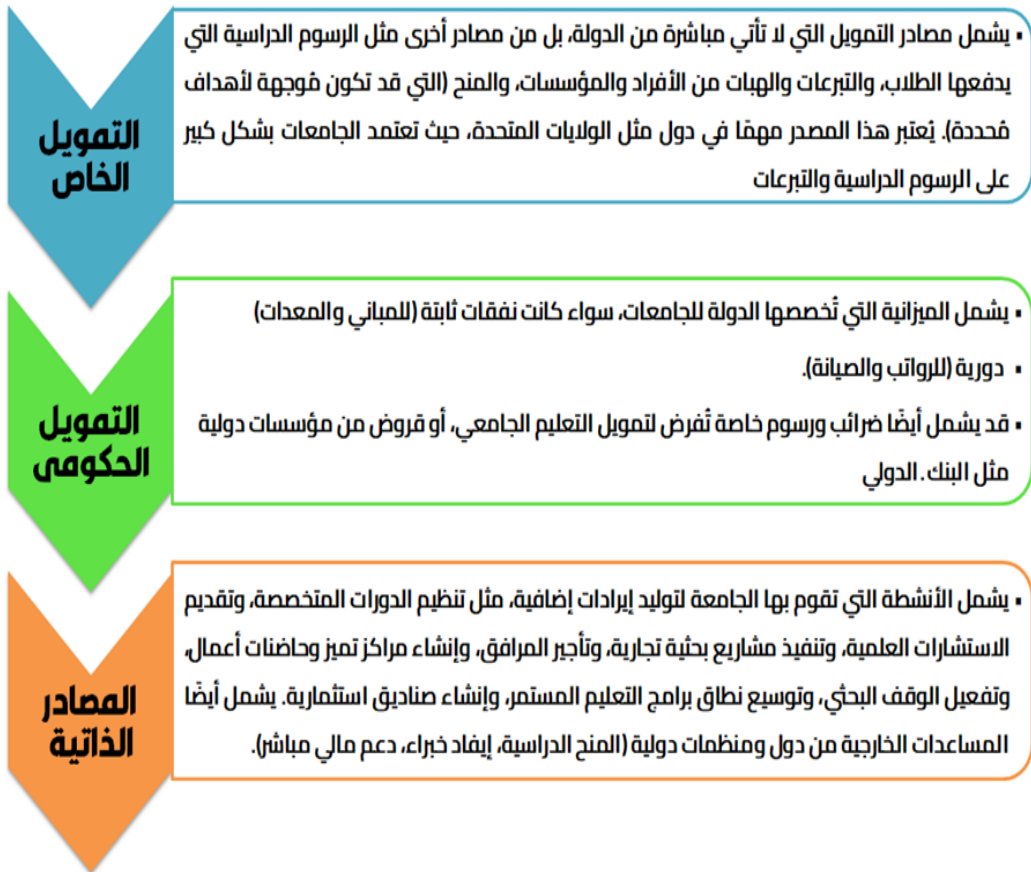 التمويل
الخاص
▪ يشمل مصادر التمويل التي لا تأتي مباشرة من الدولة، بل من مصادر أخرى مثل الرسوم الدراسية التي
يدفعها الطلاب، والتبرعات والهبات من الأفراد والمؤسسات، والمنح (التي قد تكون مُوجهة لأهداف
مُحددة). يُعتبر هذا المصدر مهمًا في دول مثل الولايات المتحدة، حيث تعتمد الجامعات بشكل كبير
على الرسوم الدراسية والتبرعات
التمويل
الحكومى
▪ يشمل الميزانية التي تُخصصها الدولة للجامعات، سواء كانت نفقات ثابتة (للمباني والمعدات)
▪ دورية (للرواتب والصيانة).
▪ قد يشمل أيضًا ضرائب ورسوم خاصة تُفرض لتمويل التعليم الجامعي، أو قروض من مؤسسات دولية
مثل البنك . الدولي
المصادر
الذاتية
▪ يشمل الأنشطة التي تقوم بها الجامعة لتوليد إيرادات إضافية، مثل تنظيم الدورات المتخصصة، وتقديم
الاستشارات العلمية، وتنفيذ مشاريع بحثية تجارية، وتأجير المرافق، وإنشاء مراكز تميز وحاضنات أعمال،
وتفعيل الوقف البحثي، وتوسيع نطاق برامج التعليم المستمر، وإنشاء صناديق استثمارية. يشمل أيضًا
المساعدات الخارجية من دول ومنظمات دولية (المنح الدراسية، إيفاد خبراء، دعم مالي مباشر).